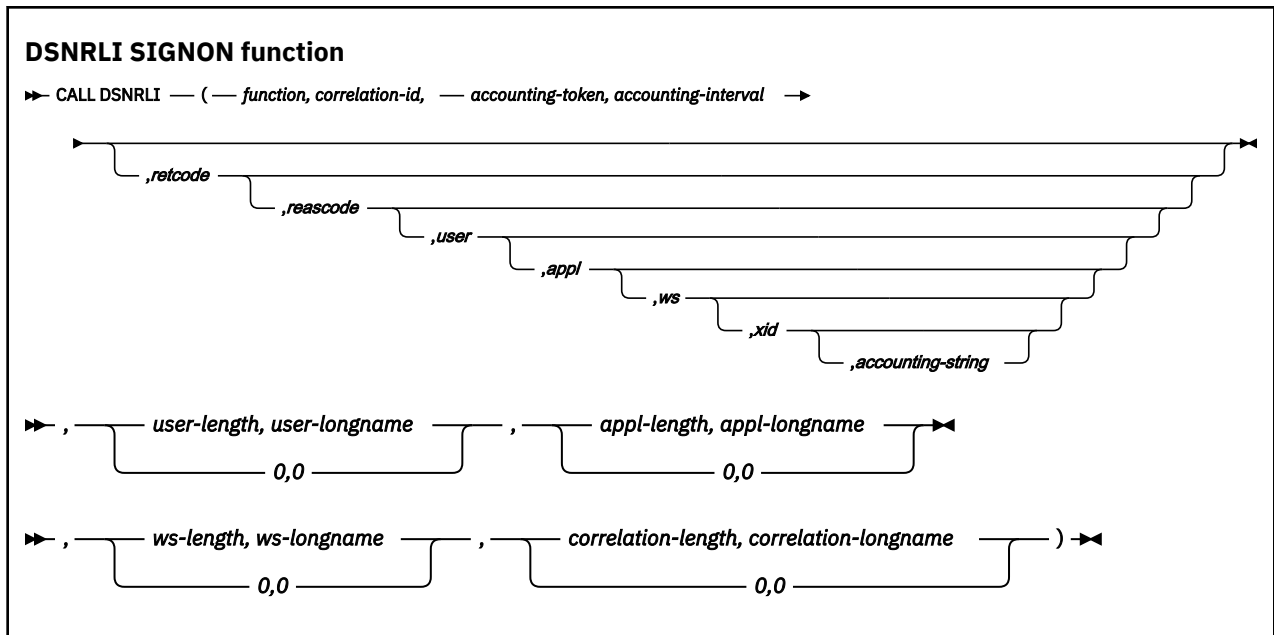 DSNRLI SIGNON function
CALL DSNRLI ( function, correlation-id, accounting-token, accounting-interval
,retcode
,reascode
,user
,appl
,ws
,xid
,accounting-string
, user-length, user-longname , appl-length, appl-longname
0,0 0,0
, ws-length, ws-longname , correlation-length, correlation-longname )
0,0 0,0